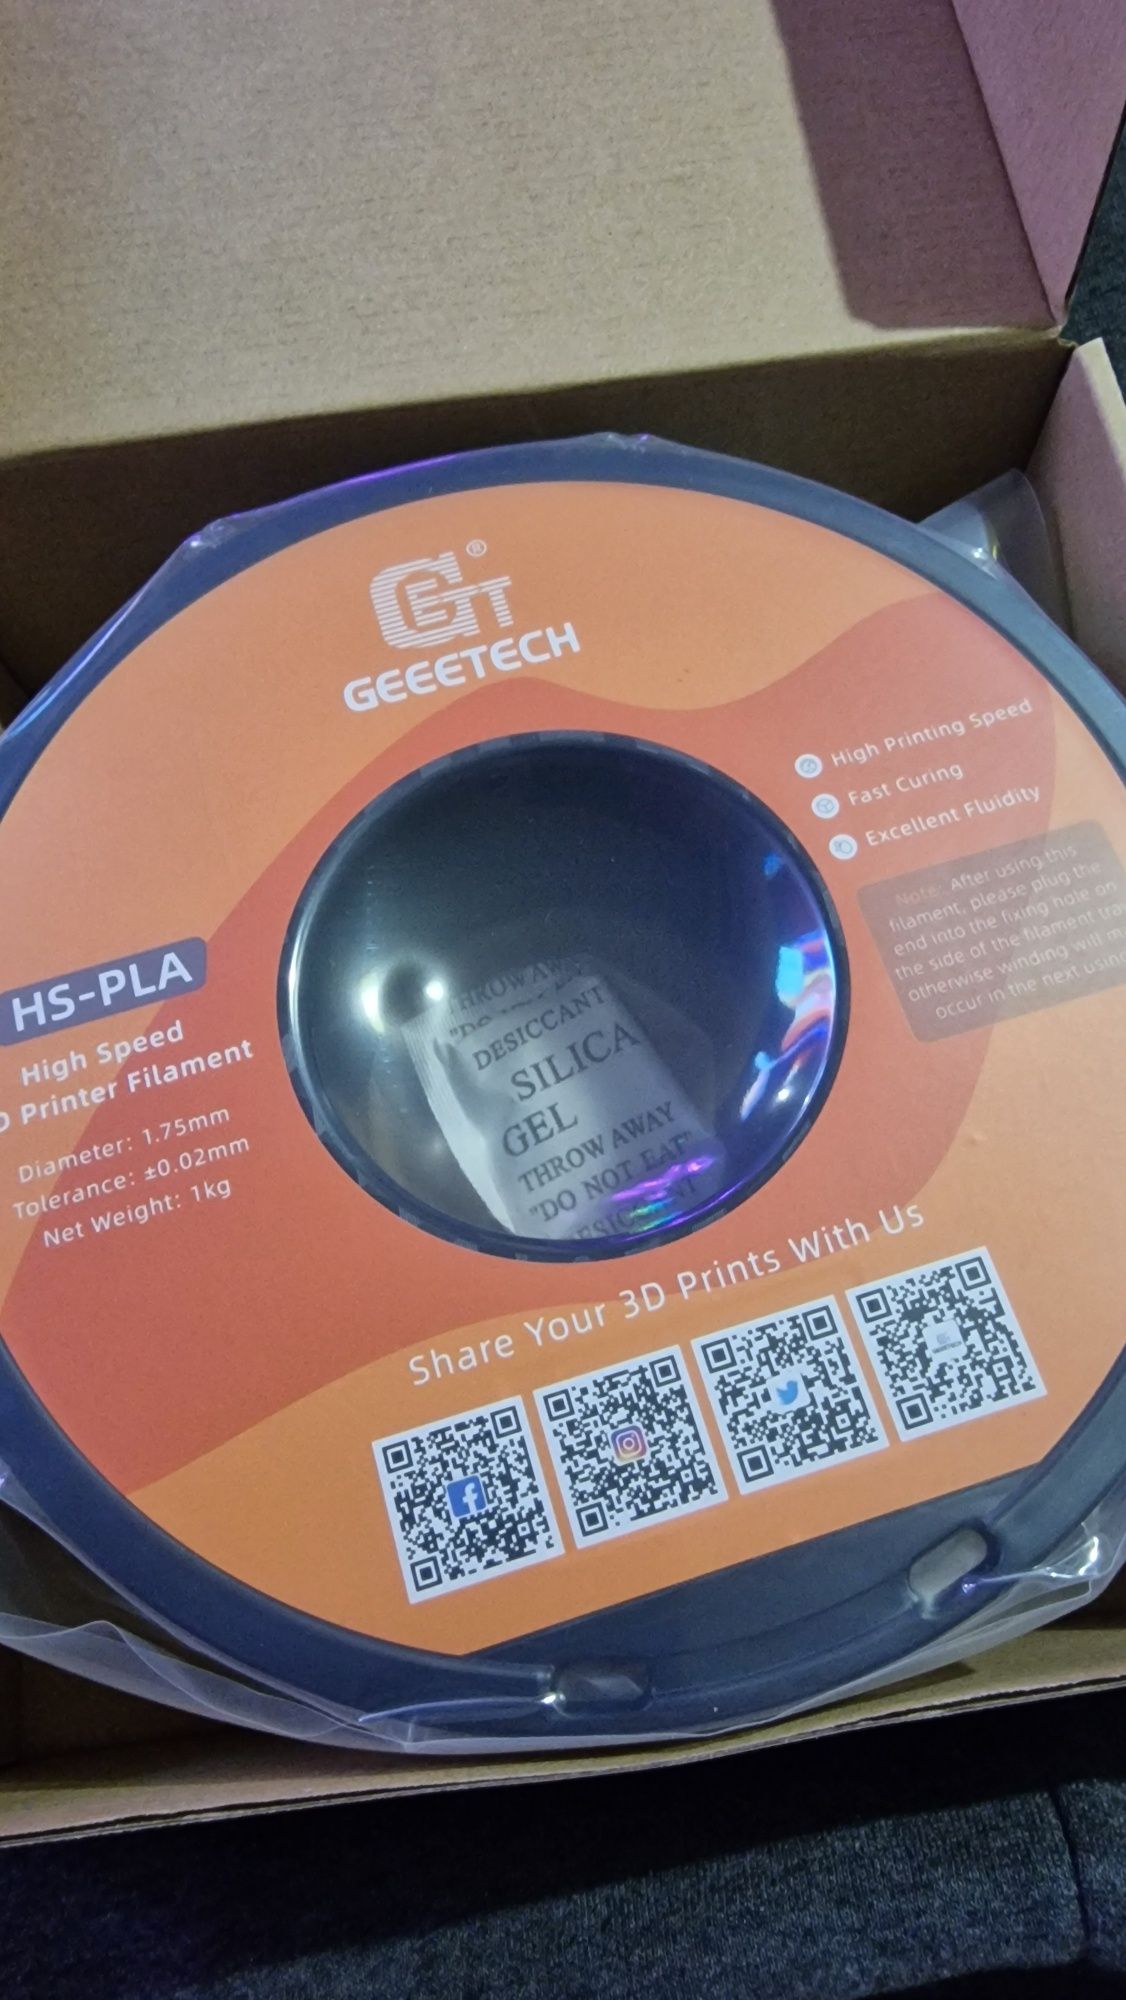 GET®
GEEETECH
High Printing Speed
Fast Curing
Excellent Fluidity
Note: After using this
filament, please plug the
end into the fixing hole on
the side of the filament
otherwise winding will
occur in the next using
HS-PLA
High Speed
D Printer Filament
Diameter: 1.75mm
Tolerance: ±0.02mm
Net Weight: 1kg
THROW AWAY
DESICCANT
SILICA
GEL
THROW AWAY
"DO NOT EAT"
Share Your 3D Prints With Us